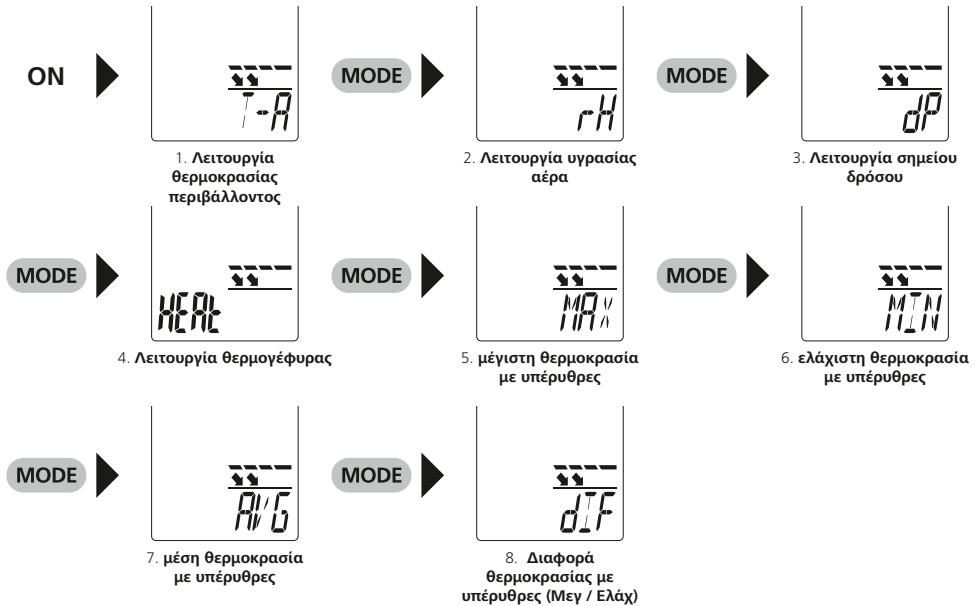 ON
T-A
1. Λειτουργία
θερμοκρασίας
περιβάλλοντος
MODE
rH
2. Λειτουργία υγρασίας
αέρα
MODE
dP
3. Λειτουργία σημείου
δρόσου
MODE
HEAt
4. Λειτουργία θερμογέφυρας
MODE
MAX
5. μέγιστη θερμοκρασία
με υπέρυθρες
MODE
MIN
6. ελάχιστη θερμοκρασία
με υπέρυθρες
MODE
AVG
7. μέση θερμοκρασία
με υπέρυθρες
MODE
dIF
8. Διαφορά
θερμοκρασίας με
υπέρυθρες (Μεγ / Ελάχ)